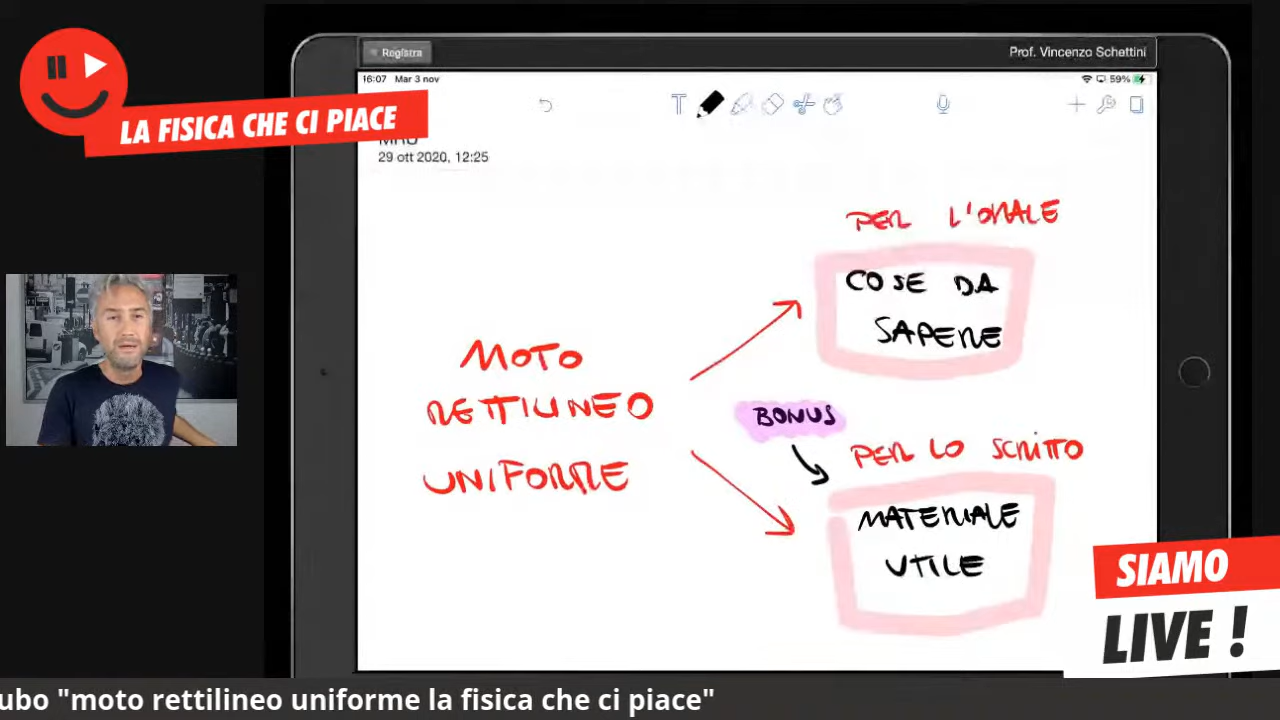 LA FISICA CHE CI PIACE
Registra
Prof. Vincenzo Schettini
16:07 Mar 3 nov
59%
MRU
29 ott 2020, 12:25
PER L'ORALE
COSE DA
SAPERE
MOTO
RETTILINEO
UNIFORME
BONUS
PER LO SCRITTO
MATERIALE
UTILE
SIAMO
LIVE !
ubo "moto rettilineo uniforme la fisica che ci piace"